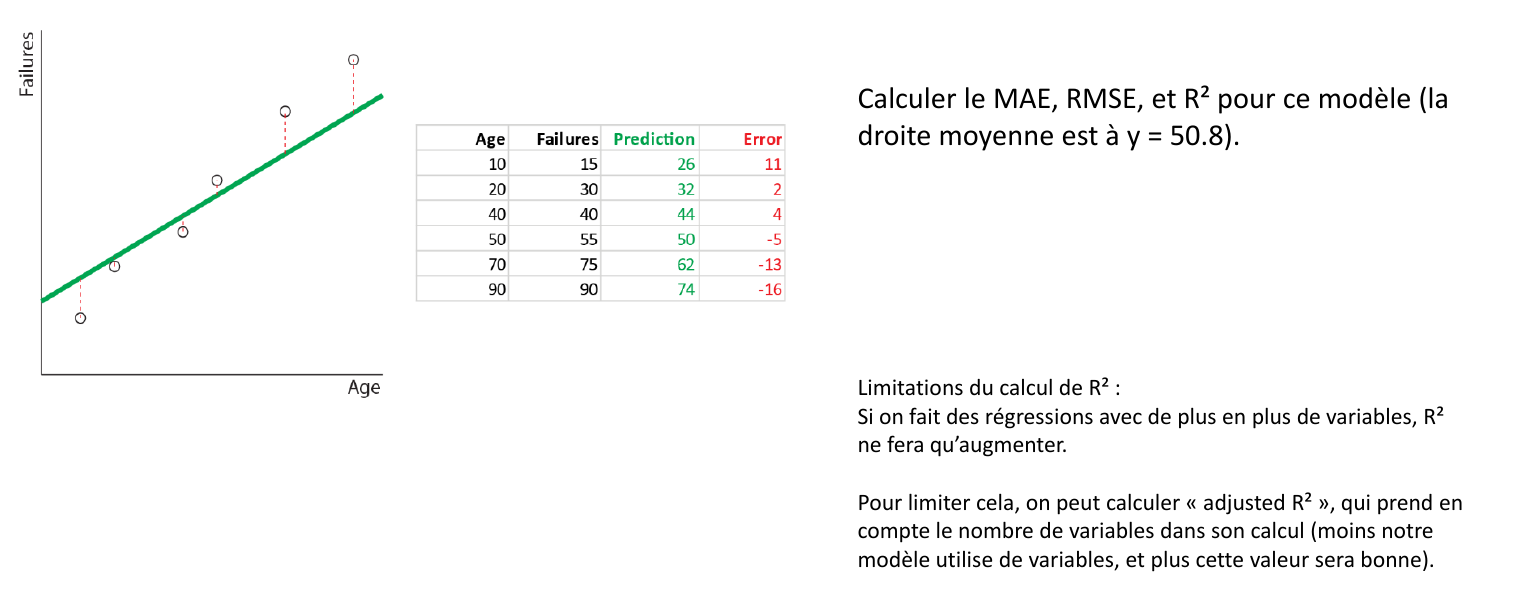 Failures
Age
Age Failures Prediction Error
10 15 26 11
20 30 32 2
40 40 44 4
50 55 50 -5
70 75 62 -13
90 90 74 -16
Calculer le MAE, RMSE, et R² pour ce modèle (la
droite moyenne est à y = 50.8).
Limitations du calcul de R² :
Si on fait des régressions avec de plus en plus de variables, R²
ne fera qu’augmenter.
Pour limiter cela, on peut calculer « adjusted R² », qui prend en
compte le nombre de variables dans son calcul (moins notre
modèle utilise de variables, et plus cette valeur sera bonne).